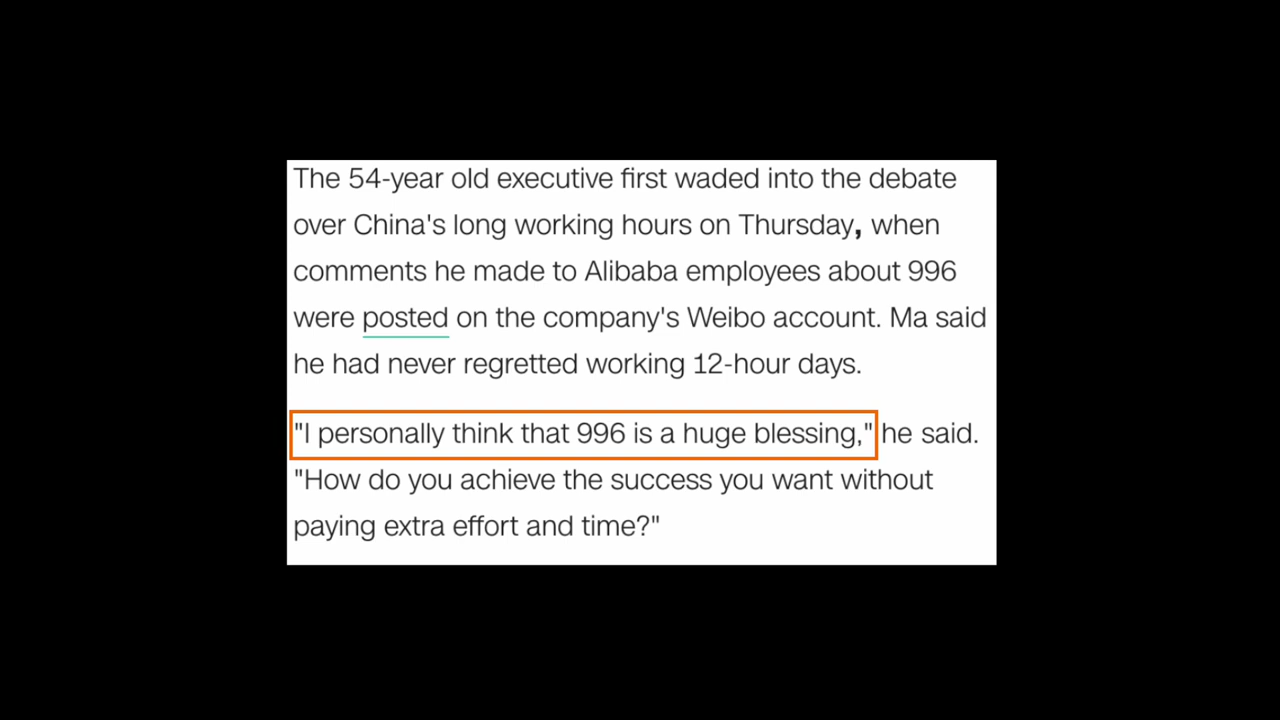 The 54-year old executive first waded into the debate
over China's long working hours on Thursday, when
comments he made to Alibaba employees about 996
were posted on the company's Weibo account. Ma said
he had never regretted working 12-hour days.
"I personally think that 996 is a huge blessing," he said.
"How do you achieve the success you want without
paying extra effort and time?"